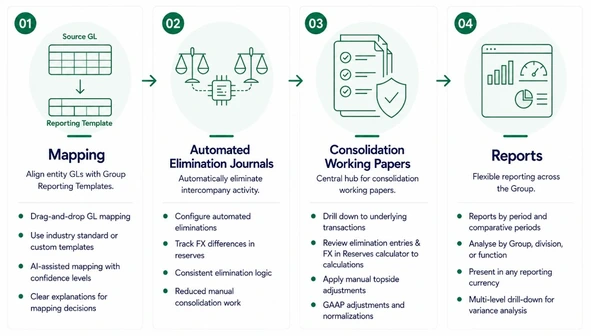 01
Source GL
Reporting Template
Mapping
Align entity GLs with Group
Reporting Templates.
Drag-and-drop GL mapping
Use industry standard or
custom templates
AI-assisted mapping with
confidence levels
Clear explanations for
mapping decisions
02
Automated
Elimination Journals
Automatically eliminate
intercompany activity.
Configure automated
eliminations
Track FX differences in
reserves
Consistent elimination logic
Reduced manual
consolidation work
03
Consolidation
Working Papers
Central hub for consolidation
working papers.
Drill down to underlying
transactions
Review elimination entries &
FX in Reserves calculator to
calculations
Apply manual topside
adjustments
GAAP adjustments and
normalizations
04
Reports
Flexible reporting across
the Group.
Reports by period and
comparative periods
Analyse by Group, division,
or function
Present in any reporting
currency
Multi-level drill-down for
variance analysis